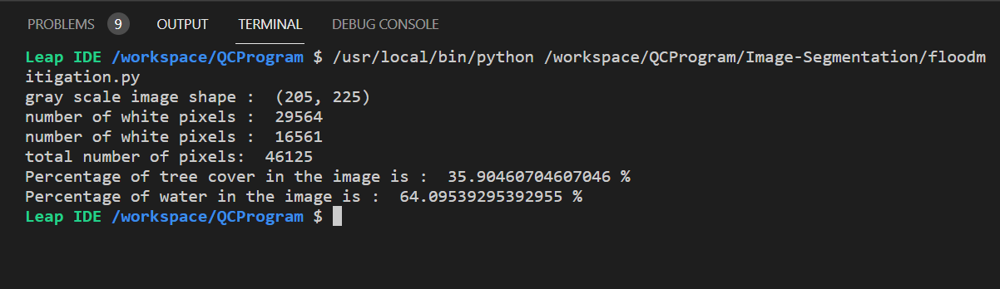 PROBLEMS 9 OUTPUT TERMINAL DEBUG CONSOLE
Leap IDE /workspace/QCProgram $ /usr/local/bin/python /workspace/QCProgram/Image-Segmentation/floodm
itigation.py
gray scale image shape :  (205, 225)
number of white pixels :  29564
number of white pixels :  16561
total number of pixels:  46125
Percentage of tree cover in the image is :  35.90460704607046 %
Percentage of water in the image is :  64.09539295392955 %
Leap IDE /workspace/QCProgram $